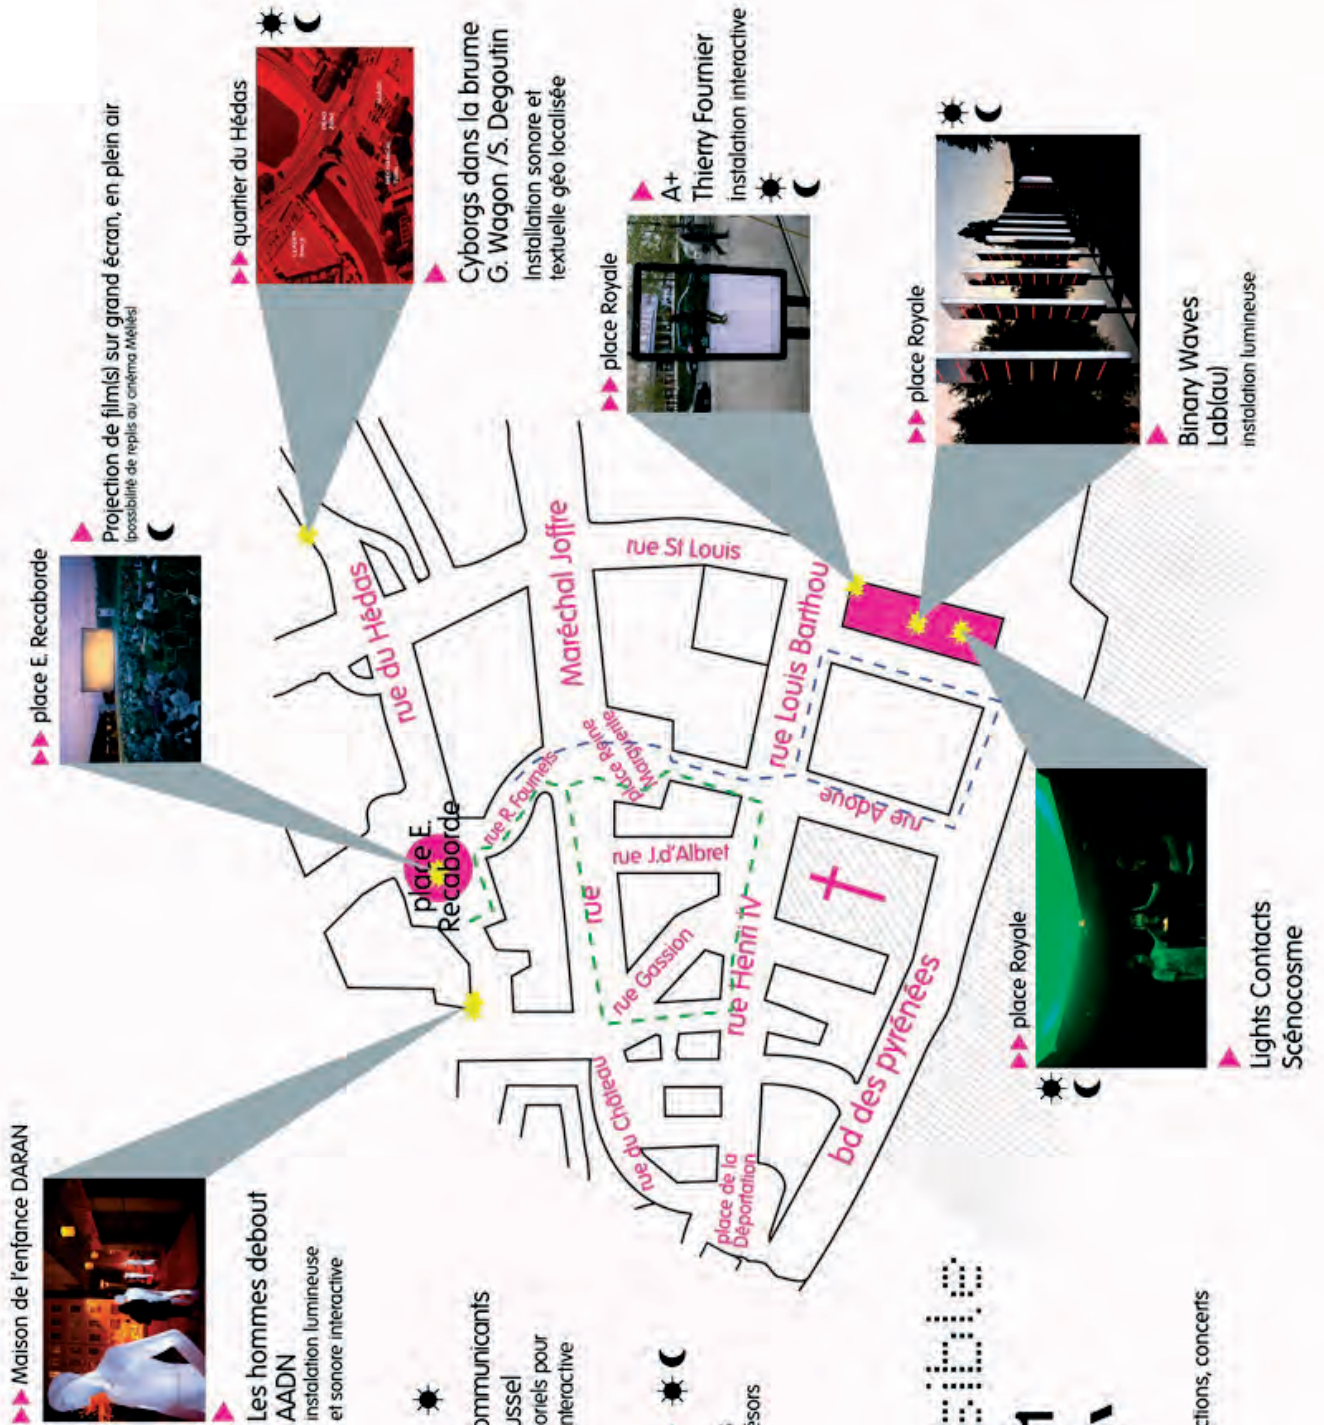 Maison de l'enfance DARAN
Les hommes debout
AADN
instalation lumineuse
et sonore interactive
place E. Recaborde
Projection de film(s) sur grand écran, en plein air
(possibilité de replis au cinéma Méliès)
quartier du Hédas
Cyborgs dans la brume
G. Wagon /S. Degoutin
Installation sonore et
textuelle géo localisée
place Royale
A+
Thierry Fournier
instalation interactive
place Royale
Binary Waves
Lab(au)
instalation lumineuse
place Royale
Lights Contacts
Scénocosme
rue du Hédas
place E.
Recaborde
rue R. Fournets
Maréchal Joffre
rue St Louis
place Reine
Marguerite
rue Louis Barthou
rue
rue J.d'Albret
rue Adoue
rue Gassion
rue Henri IV
rue du Château
place de la
Déportation
bd des pyrénées
ommunicants
ussel
oriels pour
nteractive
ésors
sible
1
ctions, concerts